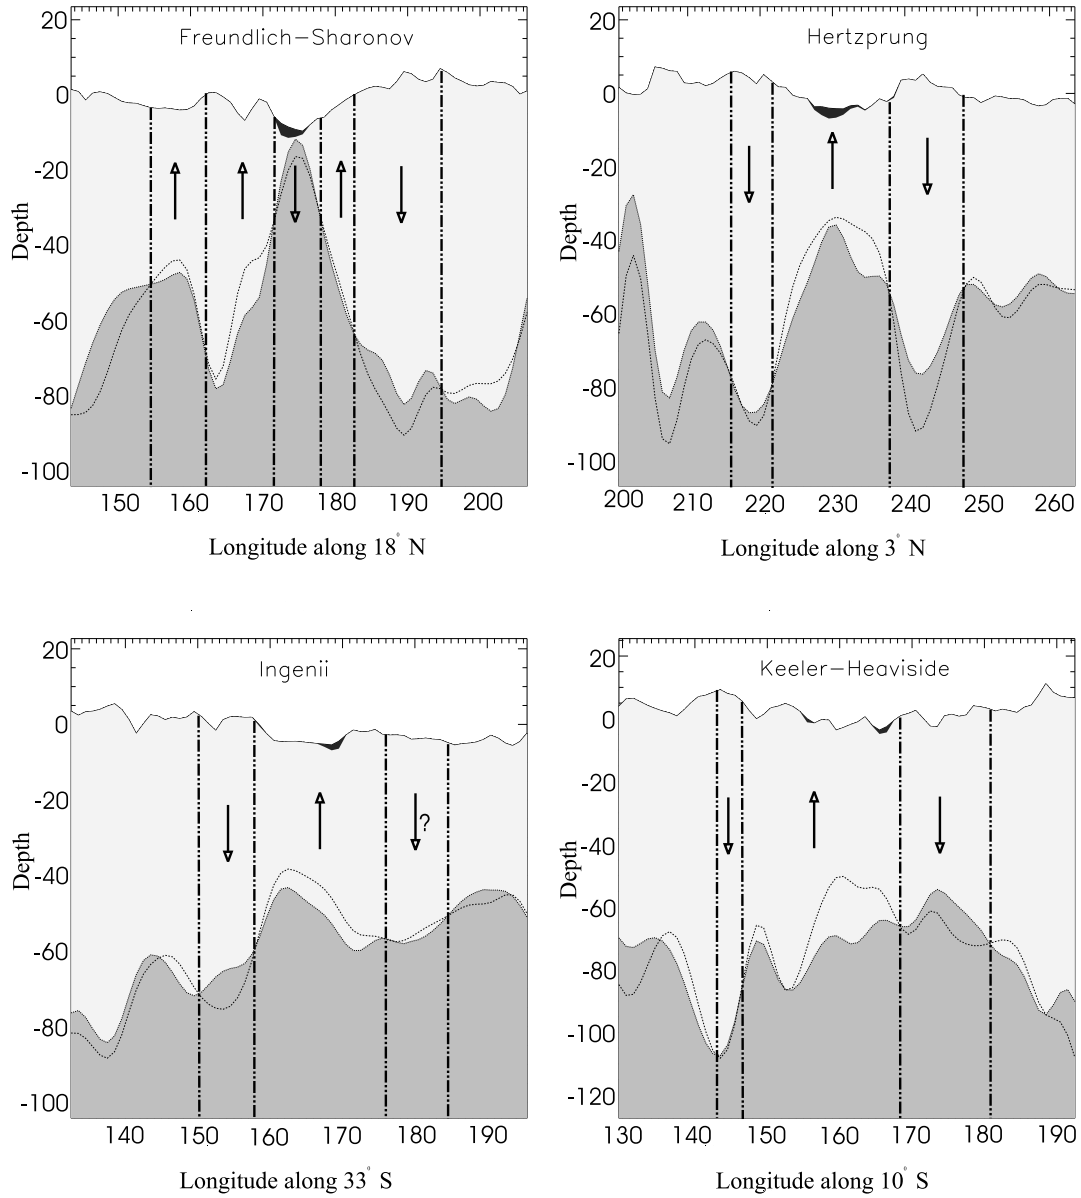 Freundlich-Sharonov
20
0
-20
-40
-60
-80
-100
Depth
150 160 170 180 190 200
Longitude along 18° N
Hertzprung
20
0
-20
-40
-60
-80
-100
Depth
200 210 220 230 240 250 260
Longitude along 3° N
Ingenii
20
0
-20
-40
-60
-80
-100
Depth
?
140 150 160 170 180 190
Longitude along 33° S
Keeler-Heaviside
20
0
-20
-40
-60
-80
-100
-120
Depth
130 140 150 160 170 180 190
Longitude along 10° S